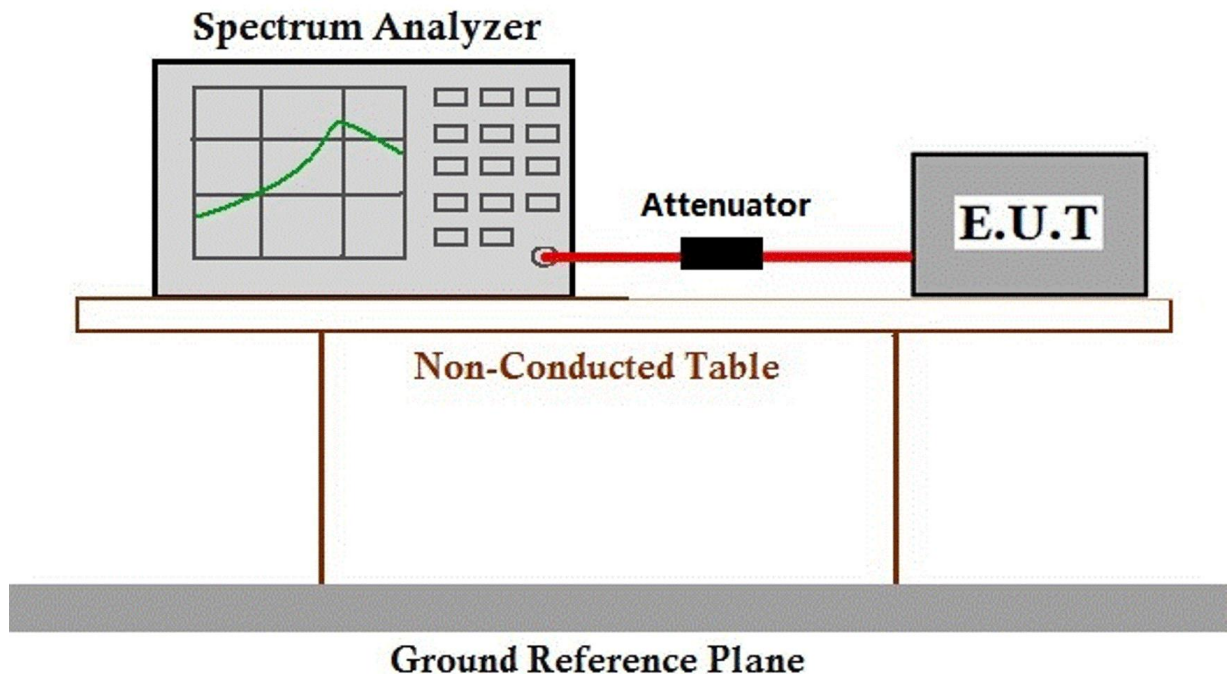 Spectrum Analyzer
Attenuator
E.U.T
Non-Conducted Table
Ground Reference Plane